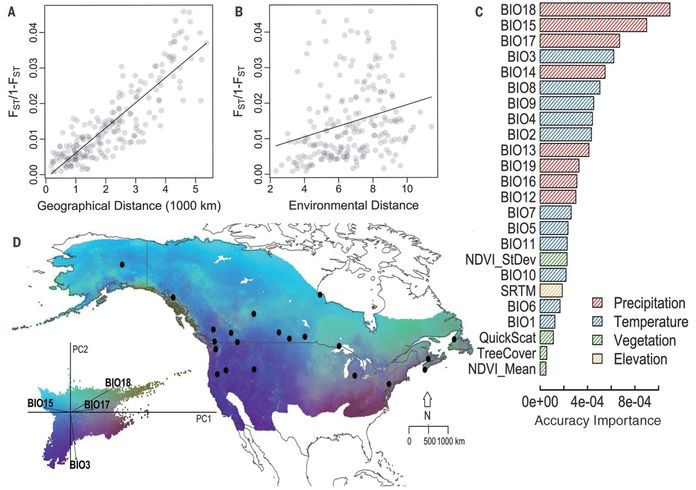 A
F_ST/1-F_ST
0.00 0.01 0.02 0.03 0.04
0 1 2 3 4 5
Geographical Distance (1000 km)
B
F_ST/1-F_ST
0.00 0.01 0.02 0.03 0.04
2 4 6 8 10
Environmental Distance
C
BIO18
BIO15
BIO17
BIO3
BIO14
BIO8
BIO9
BIO4
BIO2
BIO13
BIO19
BIO16
BIO12
BIO7
BIO5
BIO11
NDVI_StDev
BIO10
SRTM
BIO6
BIO1
QuickScat
TreeCover
NDVI_Mean
Precipitation
Temperature
Vegetation
Elevation
0e+00 4e-04 8e-04
Accuracy Importance
D
PC2
BIO18
BIO15
BIO17
PC1
BIO3
N
0 500 1000 km